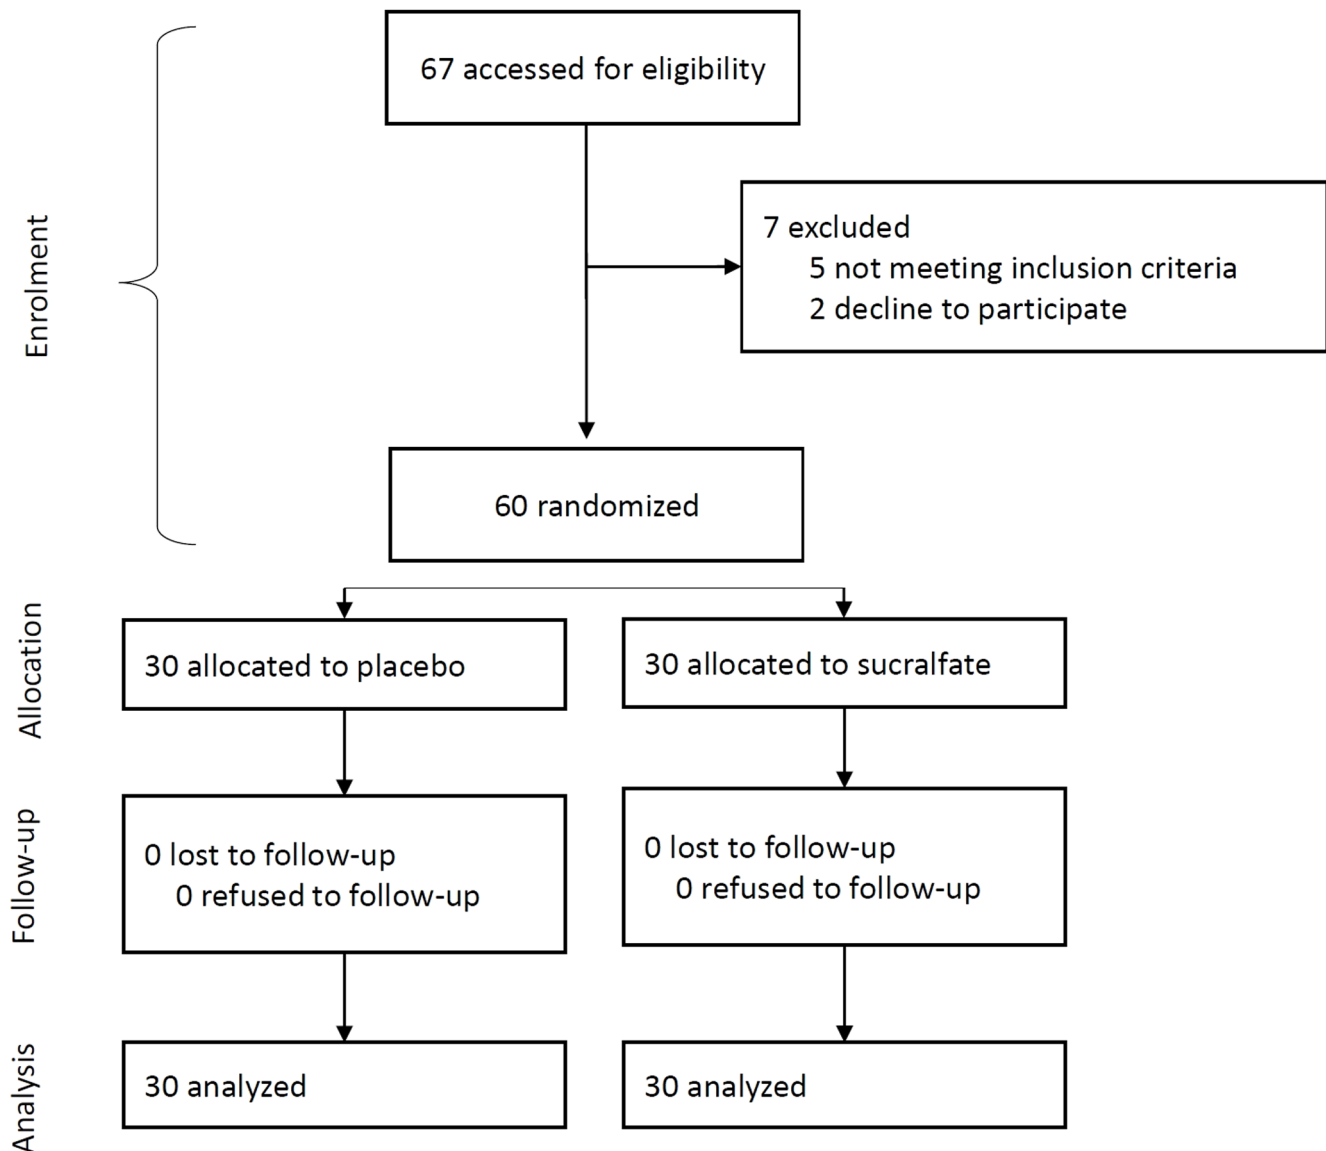 Enrolment
67 accessed for eligibility
7 excluded
5 not meeting inclusion criteria
2 decline to participate
60 randomized
Allocation
30 allocated to placebo
30 allocated to sucralfate
Follow-up
0 lost to follow-up
0 refused to follow-up
0 lost to follow-up
0 refused to follow-up
Analysis
30 analyzed
30 analyzed